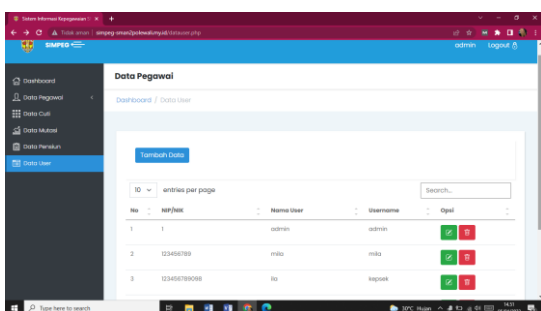 Sistem Informasi Kepegawaian S
Tidak aman | simpeg-sman2polewali.my.id/datauser.php
SIMPEG
admin Logout
Dashboard
Data Pegawai
Data Cuti
Data Mutasi
Data Pensiun
Data User
Data Pegawai
Dashboard / Data User
Tambah Data
10 entries per page
Search...
No NIP/NIK Nama User Username Opsi
1 1 admin admin
2 123456789 mila mila
3 123456789098 ila kepsek
Type here to search
30°C Hujan
14.51